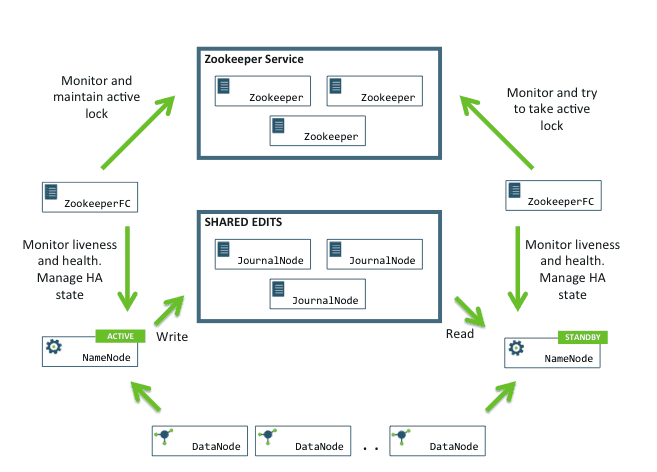 Zookeeper Service
Zookeeper
Zookeeper
Zookeeper
Monitor and
maintain active
lock
Monitor and try
to take active
lock
ZookeeperFC
ZookeeperFC
SHARED EDITS
JournalNode
JournalNode
JournalNode
Monitor liveness
and health.
Manage HA
state
Monitor liveness
and health.
Manage HA
state
ACTIVE
NameNode
Write
Read
STANDBY
NameNode
DataNode
DataNode
. .
DataNode